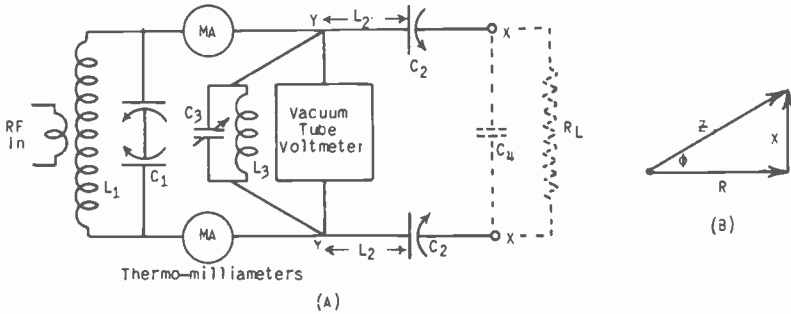 Y
L2
MA
X
C2
RF
in
C3
Vacuum
Tube
Voltmeter
RL
L1
C1
L3
C4
Z
X
ϕ
R
MA
Y
L2
C2
X
(B)
Thermo-milliameters
(A)